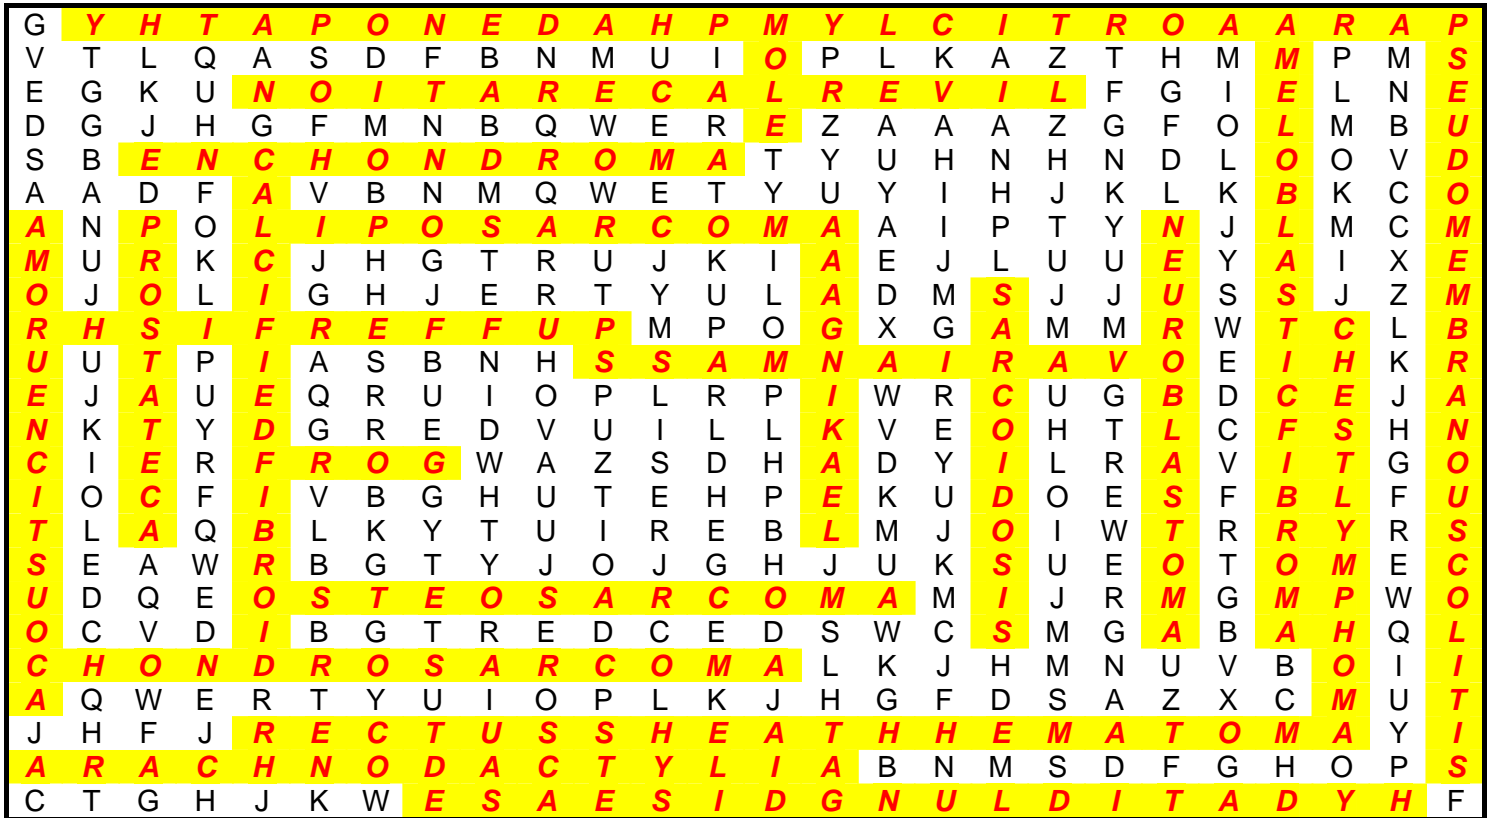 G Y H T A P O N E D A H P M Y L C I T R O A A R A P
V T L Q A S D F B N M U I O P L K A Z T H M M P M S
E G K U N O I T A R E C A L R E V I L F G I E L N E
D G J H G F M N B Q W E R E Z A A A Z G F O L M B U
S B E N C H O N D R O M A T Y U H N H N D L O O V D
A A D F A V B N M Q W E T Y U Y I H J K L K B K C O
A N P O L I P O S A R C O M A A I P T Y N J L M C M
M U R K C J H G T R U J K I A E J L U U E Y A I X E
O J O L I G H J E R T Y U L A D M S J J U S S J Z M
R H S I F R E F F U P M P O G X G A M M R W T C L B
U U T P I A S B N H S S A M N A I R A V O E I H K R
E J A U E Q R U I O P L R P I W R C U G B D C E J A
N K T Y D G R E D V U I L L K V E O H T L C F S H N
C I E R F R O G W A Z S D H A D Y I L R A V I T G O
I O C F I V B G H U T E H P E K U D O E S F B L F U
T L A Q B L K Y T U I R E B L M J O I W T R R Y R S
S E A W R B G T Y J O J G H J U K S U E O T O M E C
U D Q E O S T E O S A R C O M A M I J R M G M P W O
O C V D I B G T R E D C E D S W C S M G A B A H Q L
C H O N D R O S A R C O M A L K J H M N U V B O I I
A Q W E R T Y U I O P L K J H G F D S A Z X C M U T
J H F J R E C T U S S H E A T H H E M A T O M A Y I
A R A C H N O D A C T Y L I A B N M S D F G H O P S
C T G H J K W E S A E S I D G N U L D I T A D Y H F